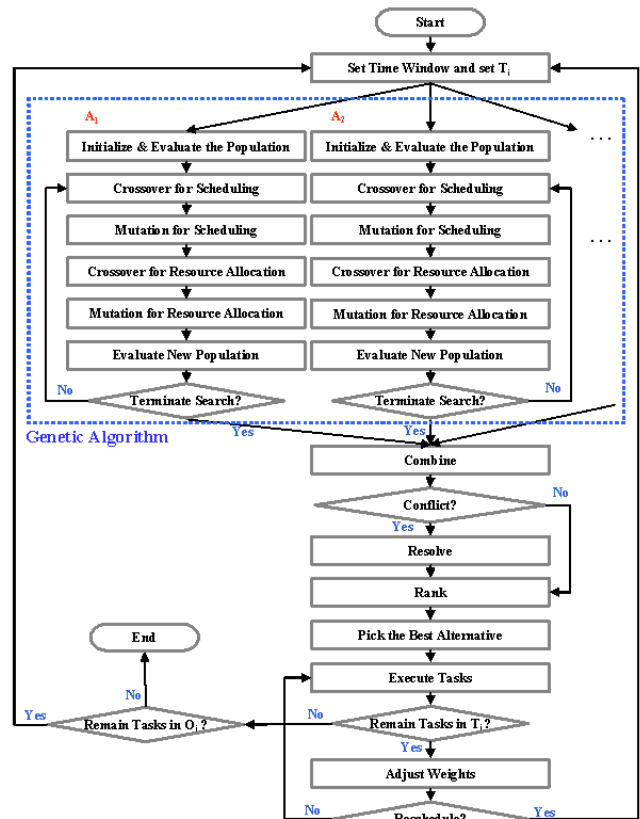 Start
Set Time Window and set Ti
A1
A2
Initialize & Evaluate the Population
Initialize & Evaluate the Population
. . .
Crossover for Scheduling
Crossover for Scheduling
Mutation for Scheduling
Mutation for Scheduling
. . .
Crossover for Resource Allocation
Crossover for Resource Allocation
Mutation for Resource Allocation
Mutation for Resource Allocation
Evaluate New Population
Evaluate New Population
No
Terminate Search?
Terminate Search?
No
Genetic Algorithm
Yes
Yes
Combine
Conflict?
No
Yes
Resolve
Rank
End
Pick the Best Alternative
Execute Tasks
No
Yes
Remain Tasks in Oi ?
No
Remain Tasks in Ti ?
Yes
Adjust Weights
No
Reschedule?
Yes